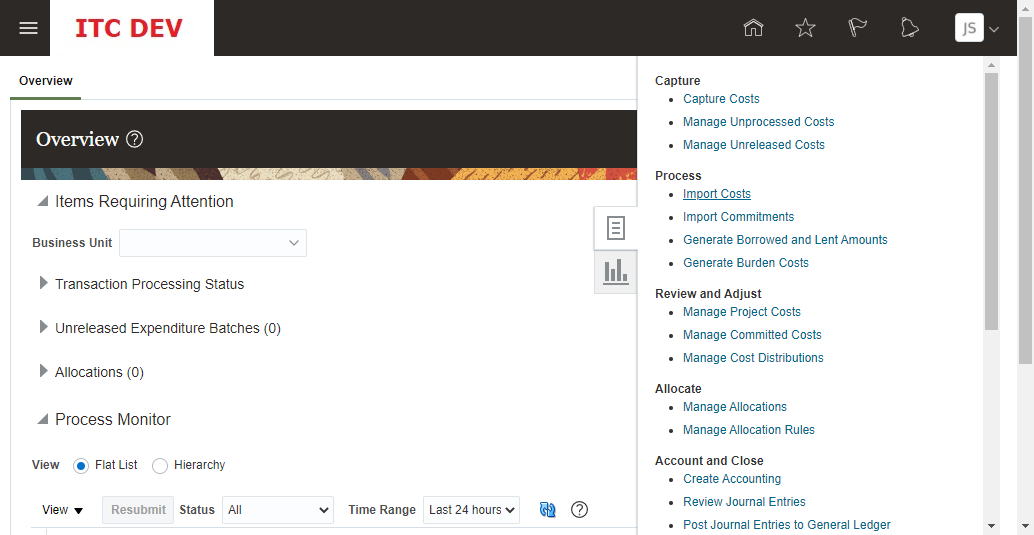 ITC DEV
JS
Overview
Overview ?
Items Requiring Attention
Business Unit
Transaction Processing Status
Unreleased Expenditure Batches (0)
Allocations (0)
Process Monitor
View Flat List Hierarchy
View Resubmit Status All Time Range Last 24 hours ?
Capture
Capture Costs
Manage Unprocessed Costs
Manage Unreleased Costs
Process
Import Costs
Import Commitments
Generate Borrowed and Lent Amounts
Generate Burden Costs
Review and Adjust
Manage Project Costs
Manage Committed Costs
Manage Cost Distributions
Allocate
Manage Allocations
Manage Allocation Rules
Account and Close
Create Accounting
Review Journal Entries
Post Journal Entries to General Ledger